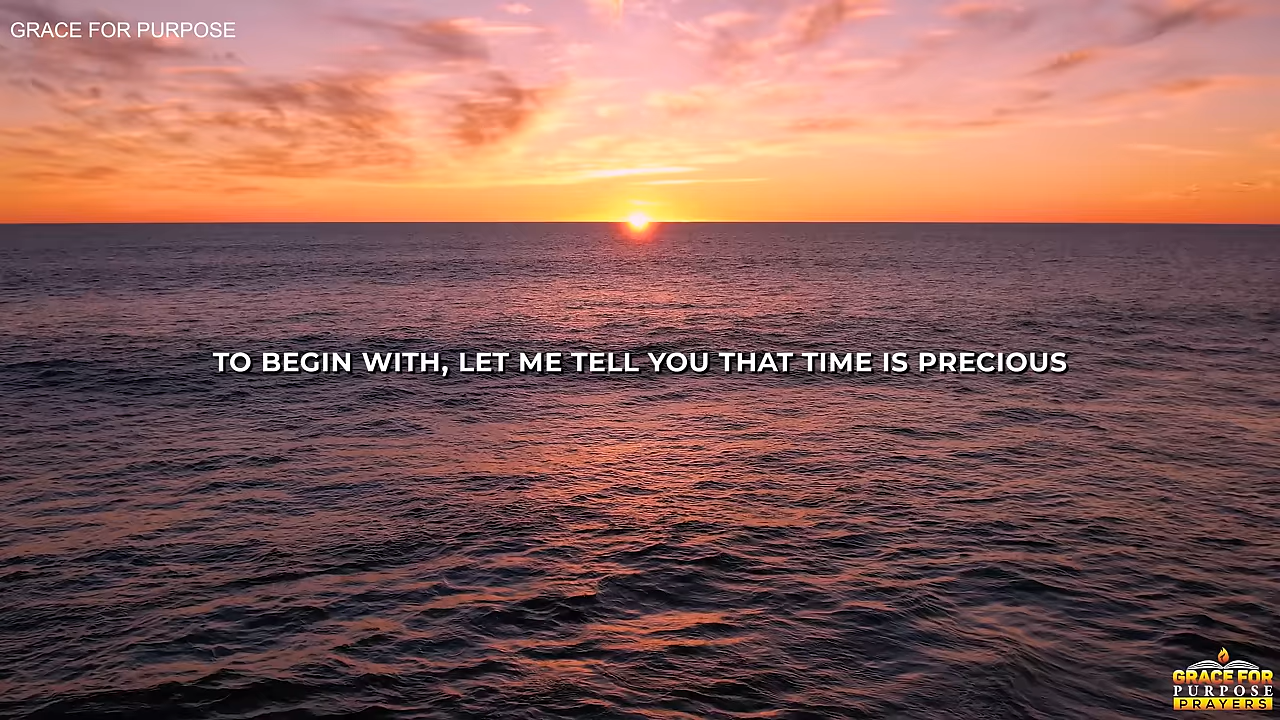 GRACE FOR PURPOSE
TO BEGIN WITH, LET ME TELL YOU THAT TIME IS PRECIOUS
GRACE FOR
PURPOSE
PRAYERS